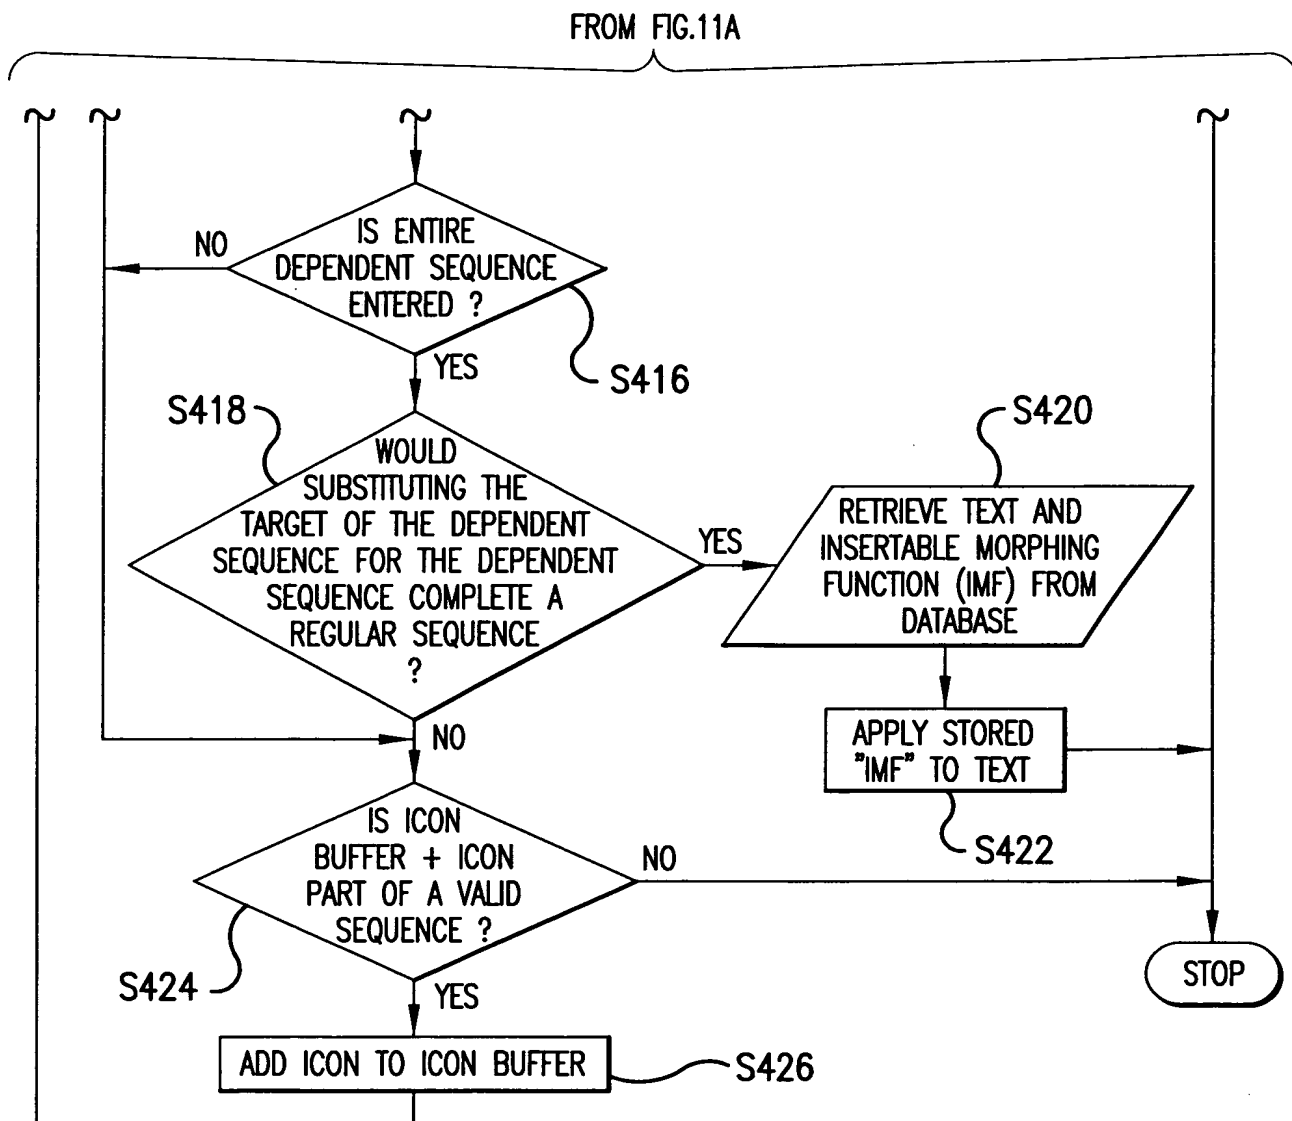 FROM FIG.11A
IS ENTIRE
DEPENDENT SEQUENCE
ENTERED ?
NO
YES
S416
S418
WOULD
SUBSTITUTING THE
TARGET OF THE DEPENDENT
SEQUENCE FOR THE DEPENDENT
SEQUENCE COMPLETE A
REGULAR SEQUENCE
?
YES
S420
RETRIEVE TEXT AND
INSERTABLE MORPHING
FUNCTION (IMF) FROM
DATABASE
NO
APPLY STORED
"IMF" TO TEXT
S422
IS ICON
BUFFER + ICON
PART OF A VALID
SEQUENCE ?
NO
S424
YES
STOP
ADD ICON TO ICON BUFFER
S426